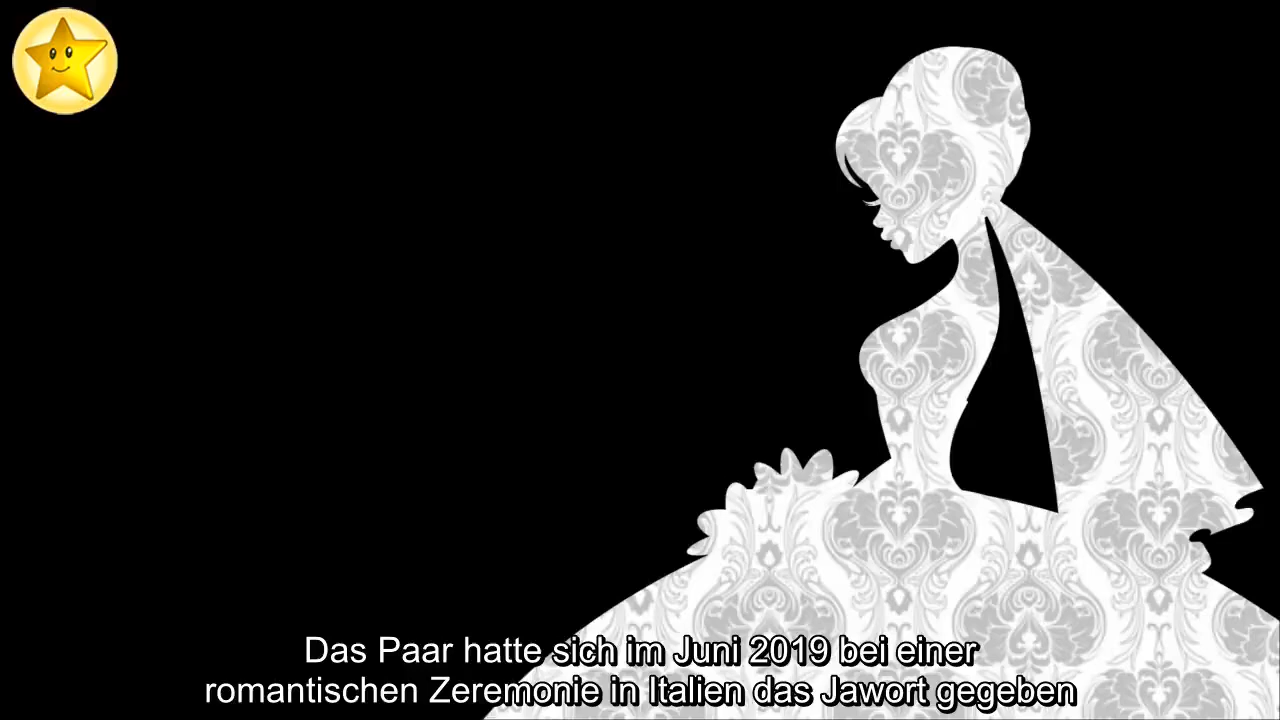 Das Paar hatte sich im Juni 2019 bei einer
romantischen Zeremonie in Italien das Jawort gegeben